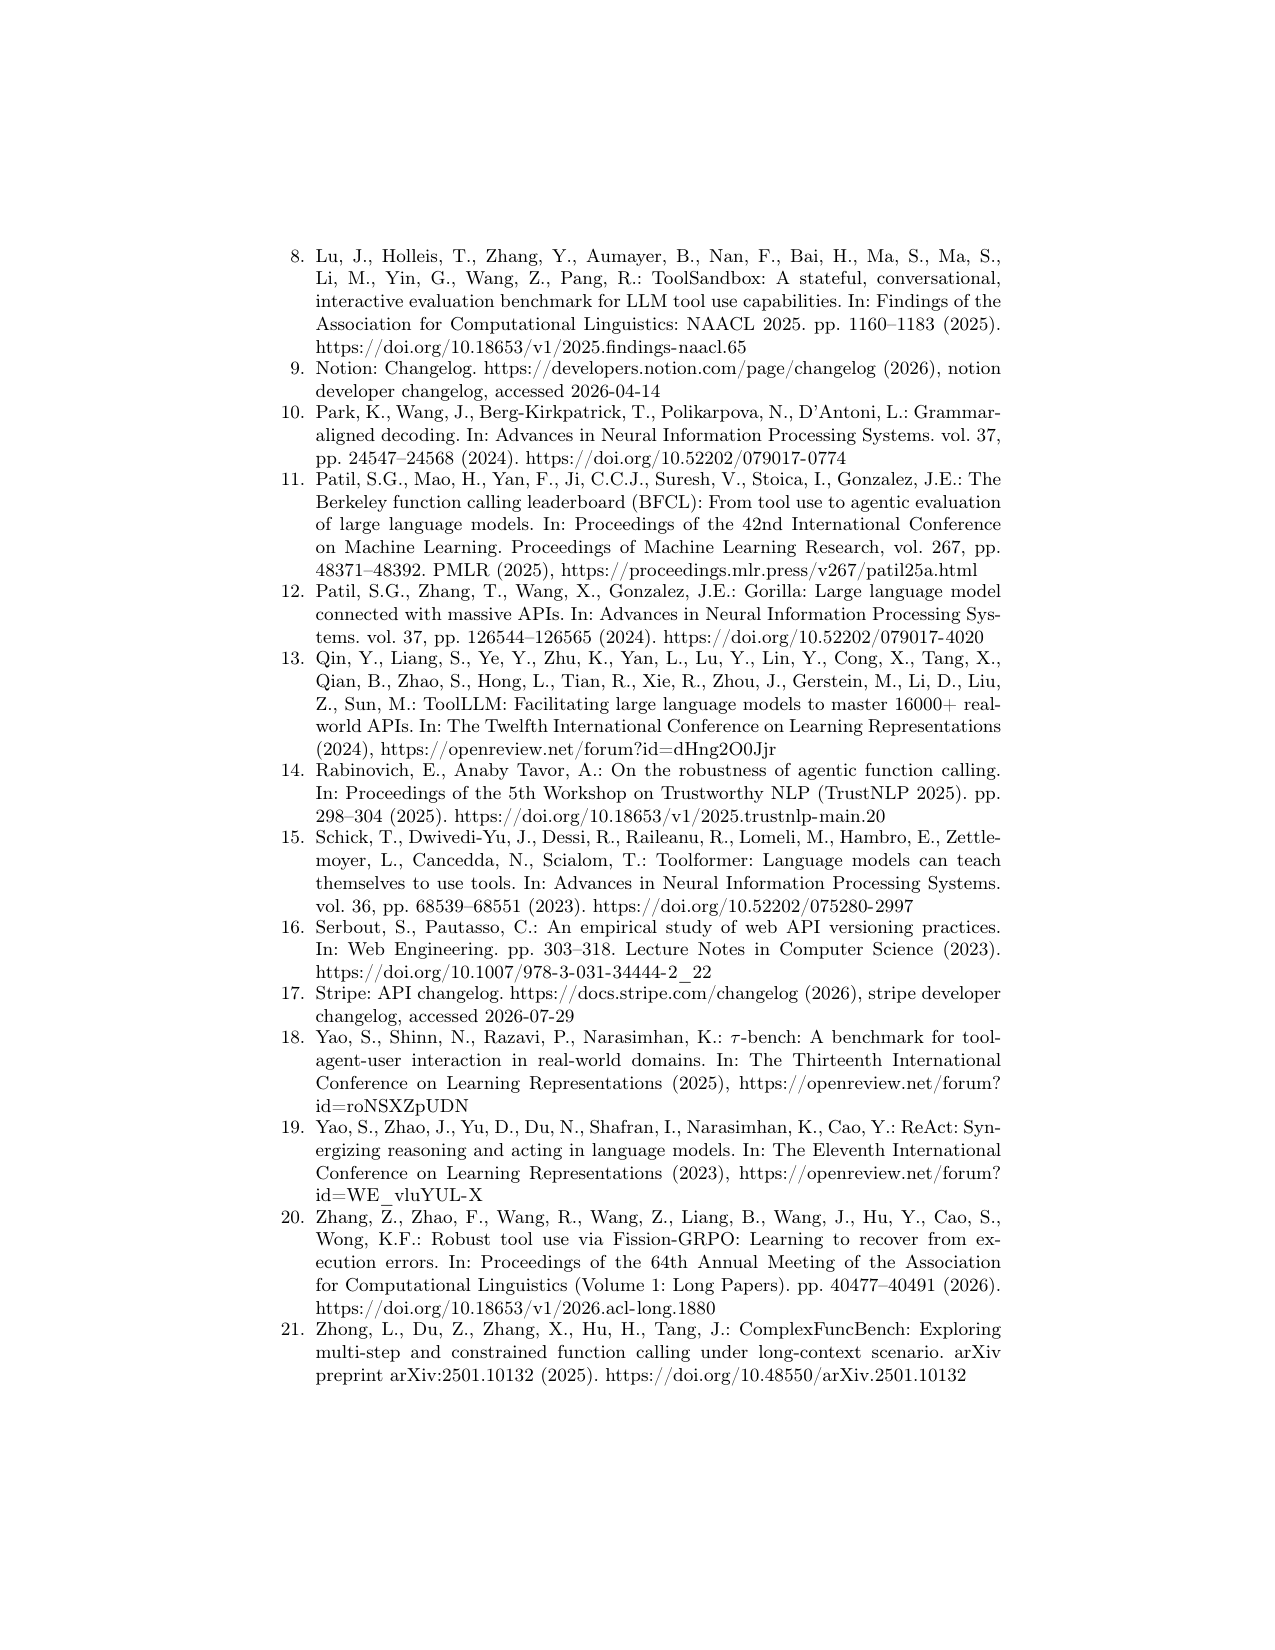 8. Lu, J., Holleis, T., Zhang, Y., Aumayer, B., Nan, F., Bai, H., Ma, S., Ma, S.,
Li, M., Yin, G., Wang, Z., Pang, R.: ToolSandbox: A stateful, conversational,
interactive evaluation benchmark for LLM tool use capabilities. In: Findings of the
Association for Computational Linguistics: NAACL 2025. pp. 1160–1183 (2025).
https://doi.org/10.18653/v1/2025.findings-naacl.65
9. Notion: Changelog. https://developers.notion.com/page/changelog (2026), notion
developer changelog, accessed 2026-04-14
10. Park, K., Wang, J., Berg-Kirkpatrick, T., Polikarpova, N., D'Antoni, L.: Grammar-
aligned decoding. In: Advances in Neural Information Processing Systems. vol. 37,
pp. 24547–24568 (2024). https://doi.org/10.52202/079017-0774
11. Patil, S.G., Mao, H., Yan, F., Ji, C.C.J., Suresh, V., Stoica, I., Gonzalez, J.E.: The
Berkeley function calling leaderboard (BFCL): From tool use to agentic evaluation
of large language models. In: Proceedings of the 42nd International Conference
on Machine Learning. Proceedings of Machine Learning Research, vol. 267, pp.
48371–48392. PMLR (2025), https://proceedings.mlr.press/v267/patil25a.html
12. Patil, S.G., Zhang, T., Wang, X., Gonzalez, J.E.: Gorilla: Large language model
connected with massive APIs. In: Advances in Neural Information Processing Sys-
tems. vol. 37, pp. 126544–126565 (2024). https://doi.org/10.52202/079017-4020
13. Qin, Y., Liang, S., Ye, Y., Zhu, K., Yan, L., Lu, Y., Lin, Y., Cong, X., Tang, X.,
Qian, B., Zhao, S., Hong, L., Tian, R., Xie, R., Zhou, J., Gerstein, M., Li, D., Liu,
Z., Sun, M.: ToolLLM: Facilitating large language models to master 16000+ real-
world APIs. In: The Twelfth International Conference on Learning Representations
(2024), https://openreview.net/forum?id=dHng2O0Jjr
14. Rabinovich, E., Anaby Tavor, A.: On the robustness of agentic function calling.
In: Proceedings of the 5th Workshop on Trustworthy NLP (TrustNLP 2025). pp.
298–304 (2025). https://doi.org/10.18653/v1/2025.trustnlp-main.20
15. Schick, T., Dwivedi-Yu, J., Dessi, R., Raileanu, R., Lomeli, M., Hambro, E., Zettle-
moyer, L., Cancedda, N., Scialom, T.: Toolformer: Language models can teach
themselves to use tools. In: Advances in Neural Information Processing Systems.
vol. 36, pp. 68539–68551 (2023). https://doi.org/10.52202/075280-2997
16. Serbout, S., Pautasso, C.: An empirical study of web API versioning practices.
In: Web Engineering. pp. 303–318. Lecture Notes in Computer Science (2023).
https://doi.org/10.1007/978-3-031-34444-2_22
17. Stripe: API changelog. https://docs.stripe.com/changelog (2026), stripe developer
changelog, accessed 2026-07-29
18. Yao, S., Shinn, N., Razavi, P., Narasimhan, K.: τ-bench: A benchmark for tool-
agent-user interaction in real-world domains. In: The Thirteenth International
Conference on Learning Representations (2025), https://openreview.net/forum?
id=roNSXZpUDN
19. Yao, S., Zhao, J., Yu, D., Du, N., Shafran, I., Narasimhan, K., Cao, Y.: ReAct: Syn-
ergizing reasoning and acting in language models. In: The Eleventh International
Conference on Learning Representations (2023), https://openreview.net/forum?
id=WE_vluYUL-X
20. Zhang, Z., Zhao, F., Wang, R., Wang, Z., Liang, B., Wang, J., Hu, Y., Cao, S.,
Wong, K.F.: Robust tool use via Fission-GRPO: Learning to recover from ex-
ecution errors. In: Proceedings of the 64th Annual Meeting of the Association
for Computational Linguistics (Volume 1: Long Papers). pp. 40477–40491 (2026).
https://doi.org/10.18653/v1/2026.acl-long.1880
21. Zhong, L., Du, Z., Zhang, X., Hu, H., Tang, J.: ComplexFuncBench: Exploring
multi-step and constrained function calling under long-context scenario. arXiv
preprint arXiv:2501.10132 (2025). https://doi.org/10.48550/arXiv.2501.10132